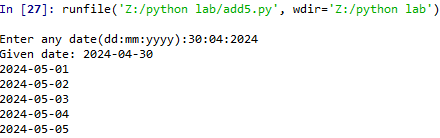 In [27]: runfile('Z:/python lab/add5.py', wdir='Z:/python lab')
Enter any date(dd:mm:yyyy):30:04:2024
Given date: 2024-04-30
2024-05-01
2024-05-02
2024-05-03
2024-05-04
2024-05-05